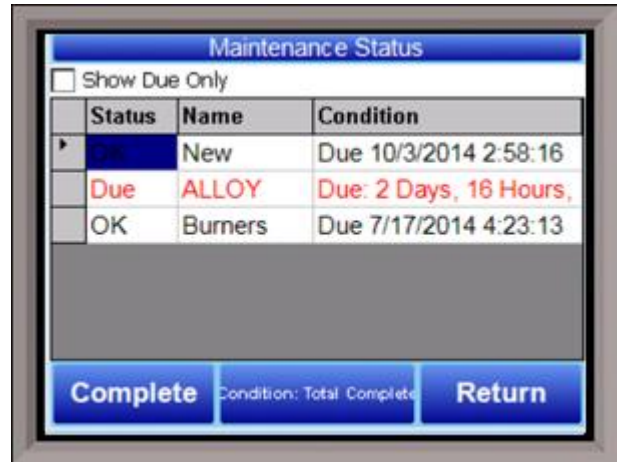 Maintenance Status
Show Due Only
Status Name Condition
OK New Due 10/3/2014 2:58:16
Due ALLOY Due: 2 Days, 16 Hours,
OK Burners Due 7/17/2014 4:23:13
Complete Condition: Total Complete Return